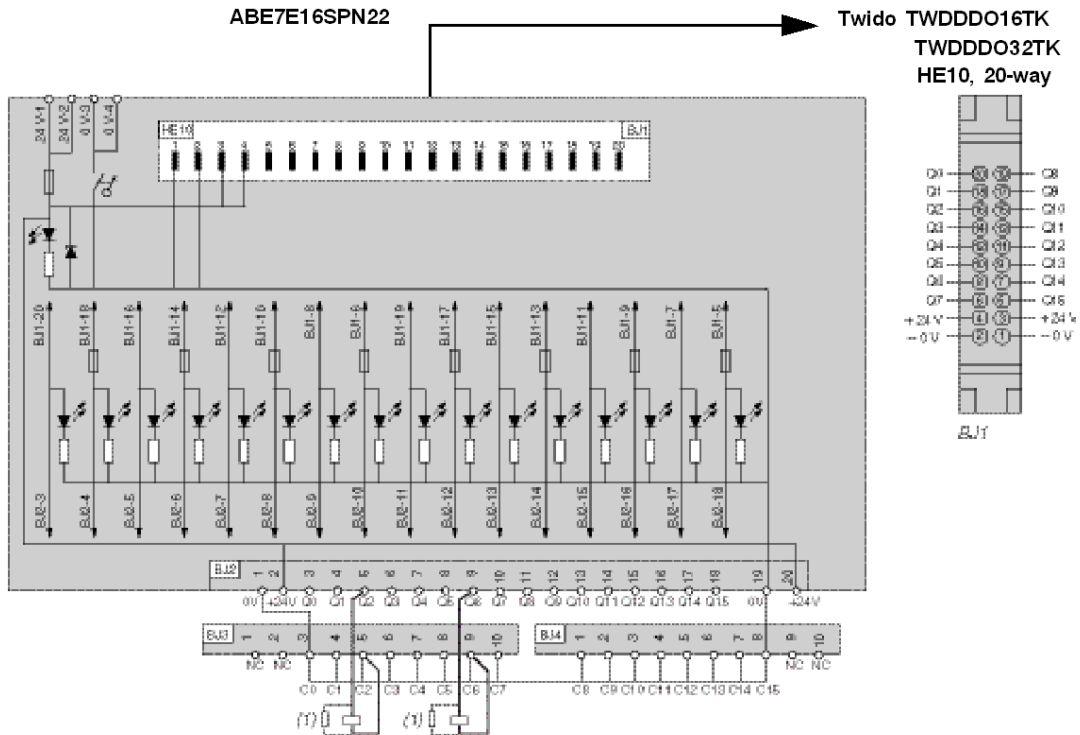 ABE7E16SPN22
Twido TWDDDO16TK
TWDDDO32TK
HE10, 20-way
24 V-1
24 V-2
0 V-3
0 V-4
HE10
BJ1
1 2 3 4 5 6 7 8 9 10 11 12 13 14 15 16 17 18 19 20
Q0 Q8
Q1 Q9
Q2 Q10
Q3 Q11
Q4 Q12
Q5 Q13
Q6 Q14
Q7 Q15
+24V +24V
-0V -0V
BJ1
BJ1-20 BJ1-18 BJ1-16 BJ1-14 BJ1-12 BJ1-10 BJ1-8 BJ1-6 BJ1-19 BJ1-17 BJ1-15 BJ1-13 BJ1-11 BJ1-9 BJ1-7 BJ1-5
BJ2-3 BJ2-4 BJ2-5 BJ2-6 BJ2-7 BJ2-8 BJ2-9 BJ2-10 BJ2-11 BJ2-12 BJ2-13 BJ2-14 BJ2-15 BJ2-16 BJ2-17 BJ2-18
BJ2
1 2 3 4 5 6 7 8 9 10 11 12 13 14 15 16 17 18 19 20
0V +24V Q0 Q1 Q2 Q3 Q4 Q5 Q6 Q7 Q8 Q9 Q10 Q11 Q12 Q13 Q14 Q15 0V +24V
BJ3
1 2 3 4 5 6 7 8 9 10
NC NC
C0 C1 C2 C3 C4 C5 C6 C7
BJ4
1 2 3 4 5 6 7 8 9 10
NC NC
C8 C9 C10 C11 C12 C13 C14 C15
(1) (1)